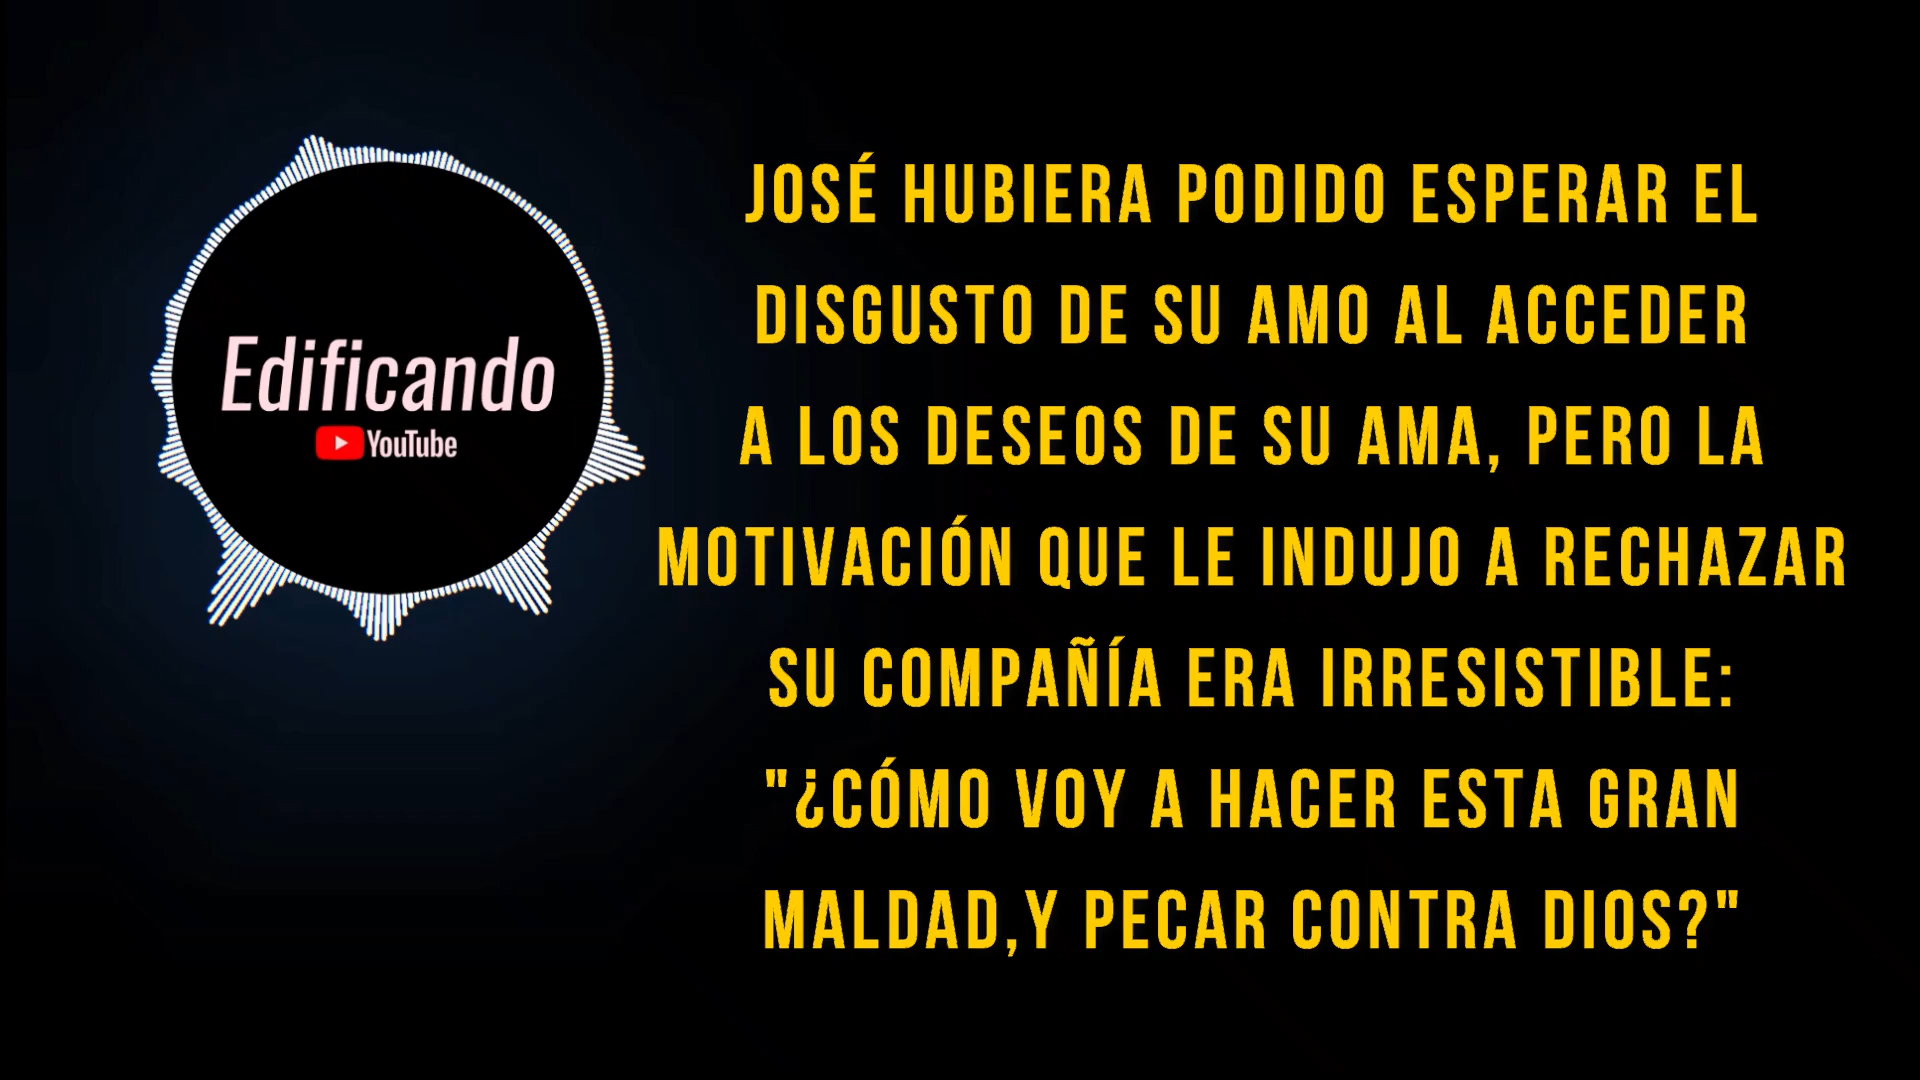 Edificando
YouTube
JOSÉ HUBIERA PODIDO ESPERAR EL
DISGUSTO DE SU AMO AL ACCEDER
A LOS DESEOS DE SU AMA, PERO LA
MOTIVACIÓN QUE LE INDUJO A RECHAZAR
SU COMPAÑÍA ERA IRRESISTIBLE:
"¿CÓMO VOY A HACER ESTA GRAN
MALDAD,Y PECAR CONTRA DIOS?"